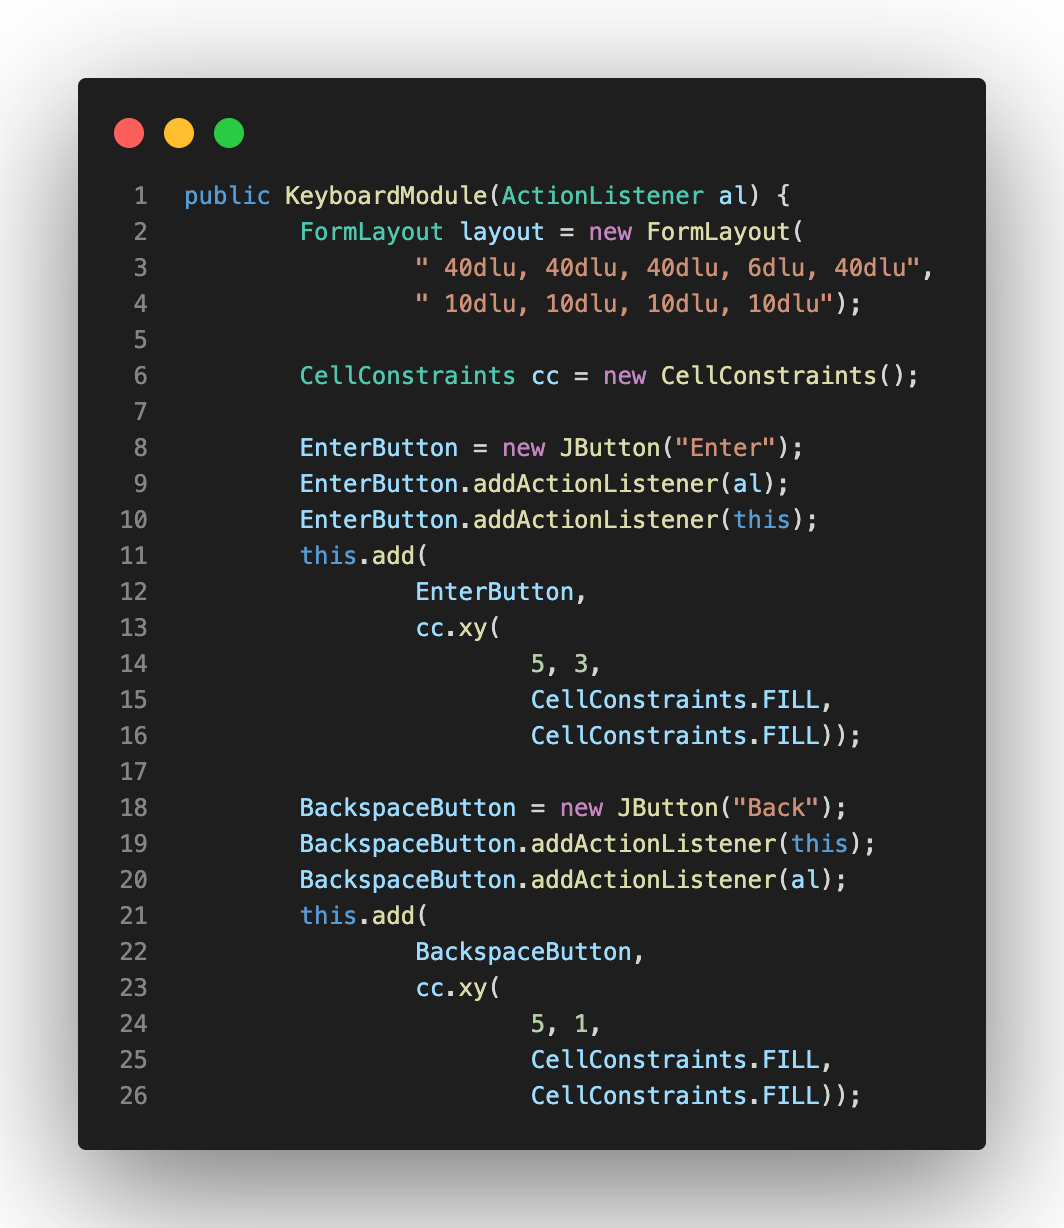 1 public KeyboardModule(ActionListener al) {
2         FormLayout layout = new FormLayout(
3                 " 40dlu, 40dlu, 40dlu, 6dlu, 40dlu",
4                 " 10dlu, 10dlu, 10dlu, 10dlu");
5
6         CellConstraints cc = new CellConstraints();
7
8         EnterButton = new JButton("Enter");
9         EnterButton.addActionListener(al);
10         EnterButton.addActionListener(this);
11         this.add(
12                 EnterButton,
13                 cc.xy(
14                         5, 3,
15                         CellConstraints.FILL,
16                         CellConstraints.FILL));
17
18         BackspaceButton = new JButton("Back");
19         BackspaceButton.addActionListener(this);
20         BackspaceButton.addActionListener(al);
21         this.add(
22                 BackspaceButton,
23                 cc.xy(
24                         5, 1,
25                         CellConstraints.FILL,
26                         CellConstraints.FILL));